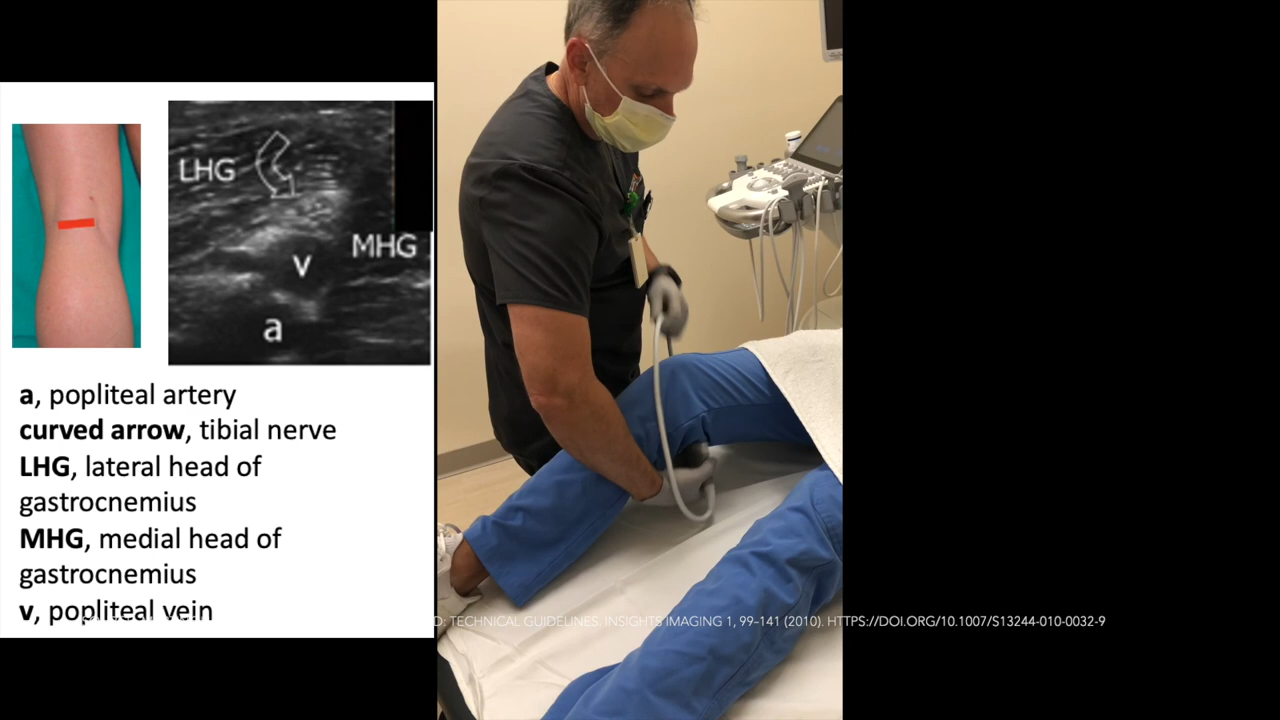 LHG
MHG
v
a
a, popliteal artery
curved arrow, tibial nerve
LHG, lateral head of
gastrocnemius
MHG, medial head of
gastrocnemius
v, popliteal vein
D: TECHNICAL GUIDELINES. INSIGHTS IMAGING 1, 99–141 (2010). HTTPS://DOI.ORG/10.1007/S13244-010-0032-9